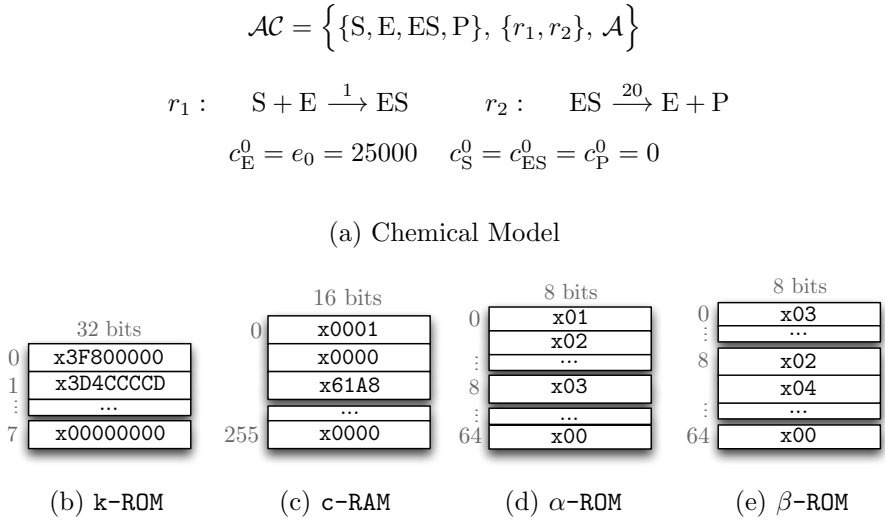 𝒜𝒞 = { {S, E, ES, P}, {r₁, r₂}, 𝒜 }
r₁ : S + E —1→ ES r₂ : ES —20→ E + P
c⁰_E = e₀ = 25000 c⁰_S = c⁰_ES = c⁰_P = 0
(a) Chemical Model
32 bits
0 x3F800000
1 x3D4CCCCD
⋮ ...
7 x00000000
(b) k-ROM
16 bits
0 x0001
x0000
x61A8
...
255 x0000
(c) c-RAM
8 bits
0 x01
x02
⋮ ...
8 x03
⋮ ...
64 x00
(d) α-ROM
8 bits
0 x03
⋮ ...
8 x02
x04
⋮ ...
64 x00
(e) β-ROM